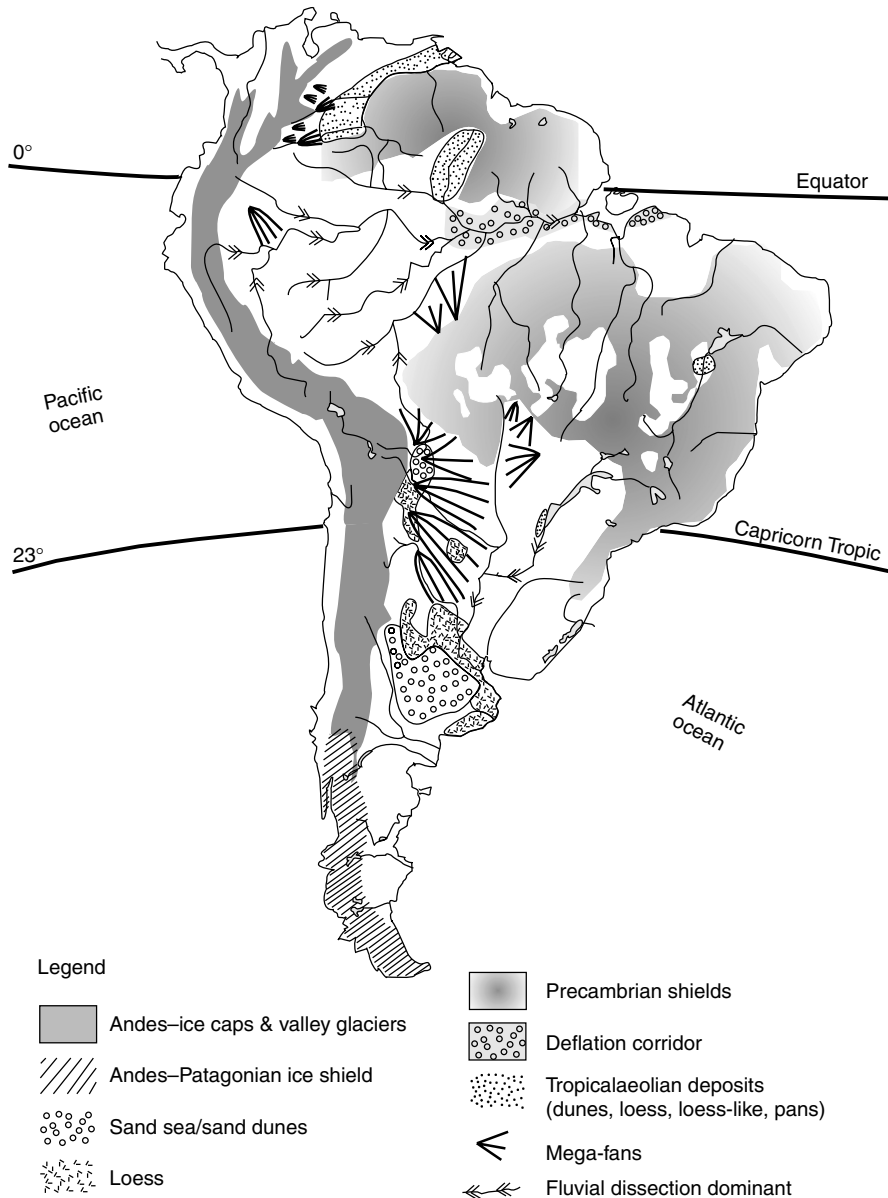 0°
Equator
Pacific
ocean
23°
Capricorn Tropic
Atlantic
ocean
Legend
Andes–ice caps & valley glaciers
Andes–Patagonian ice shield
Sand sea/sand dunes
Loess
Precambrian shields
Deflation corridor
Tropicalaeolian deposits
(dunes, loess, loess-like, pans)
Mega-fans
Fluvial dissection dominant